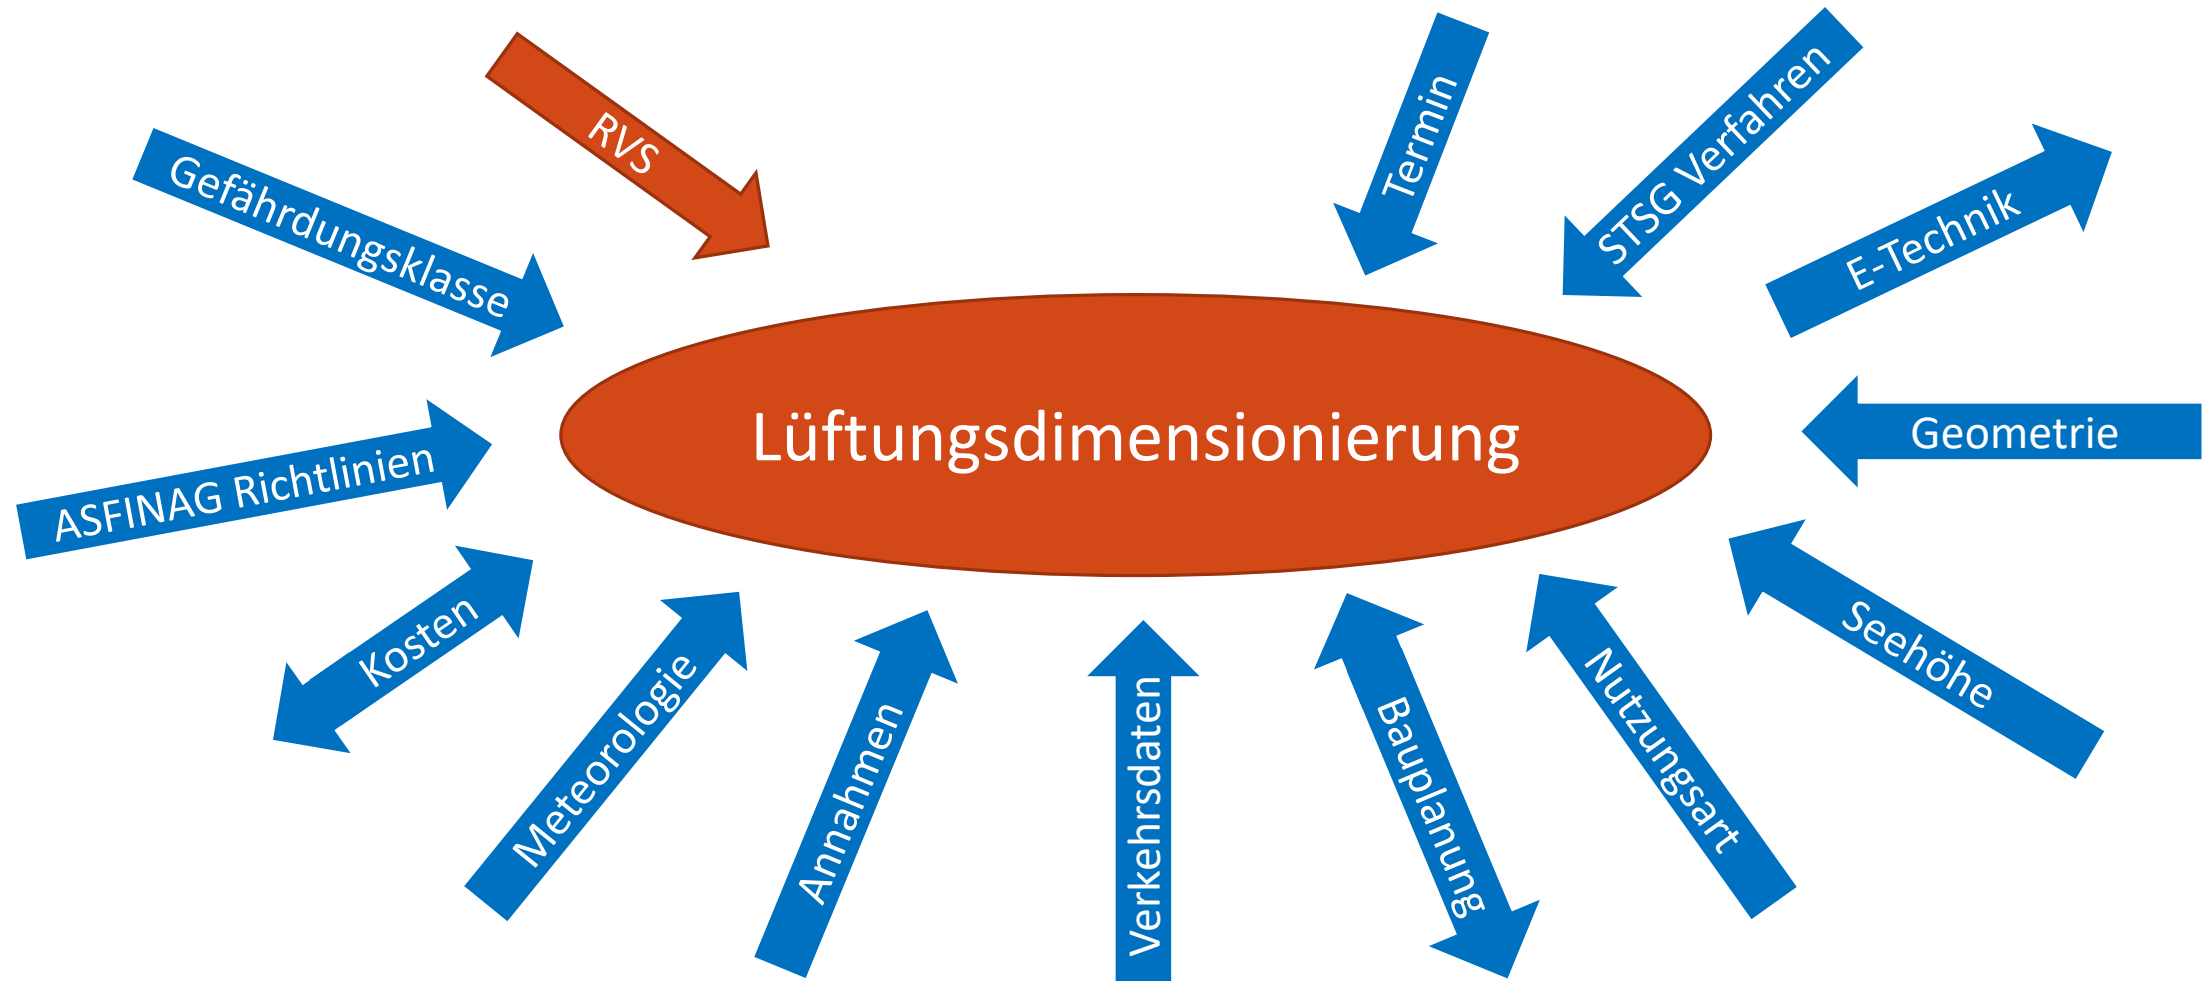 RVS
Termin
STSG Verfahren
Gefährdungsklasse
E-Technik
Lüftungsdimensionierung
Geometrie
ASFINAG Richtlinien
Kosten
Seehöhe
Meteorologie
Annahmen
Verkehrsdaten
Bauplanung
Nutzungsart